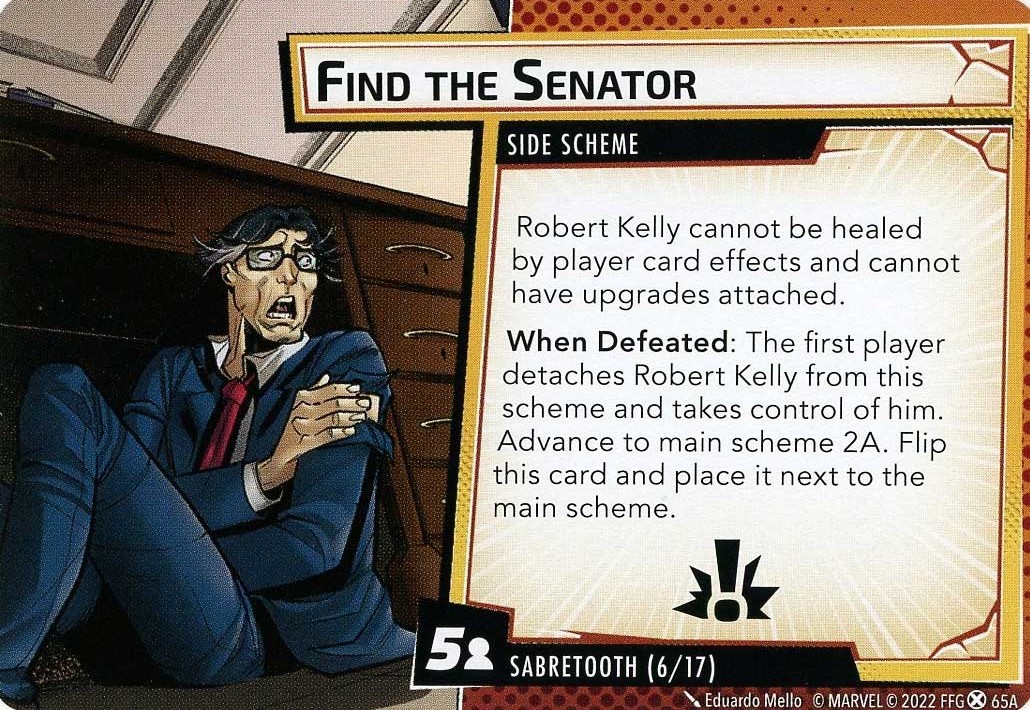 FIND THE SENATOR
SIDE SCHEME
Robert Kelly cannot be healed
by player card effects and cannot
have upgrades attached.
When Defeated: The first player
detaches Robert Kelly from this
scheme and takes control of him.
Advance to main scheme 2A. Flip
this card and place it next to the
main scheme.
5
SABRETOOTH (6/17)
Eduardo Mello © MARVEL © 2022 FFG 65A